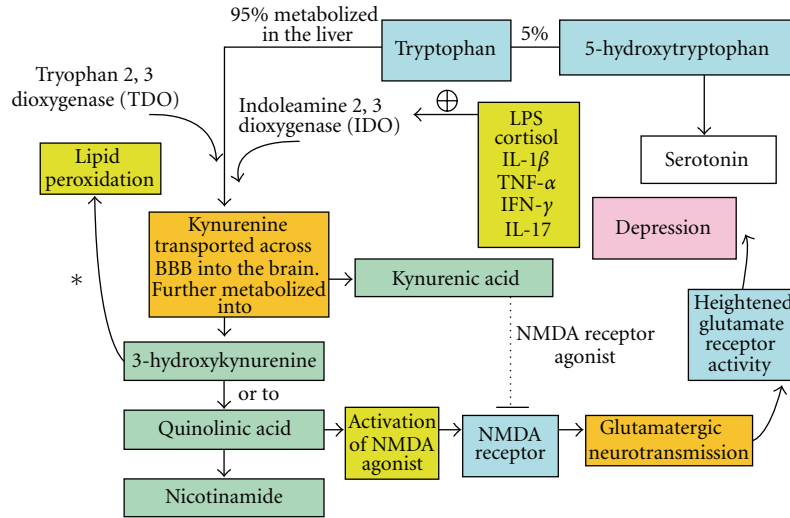 95% metabolized
in the liver
Tryptophan
5%
5-hydroxytryptophan
Tryophan 2, 3
dioxygenase (TDO)
Indoleamine 2, 3
dioxygenase (IDO)
⊕
LPS
cortisol
IL-1β
TNF-α
IFN-γ
IL-17
Serotonin
Lipid
peroxidation
Depression
Kynurenine
transported across
BBB into the brain.
Further metabolized
into
Kynurenic acid
*
NMDA receptor
agonist
Heightened
glutamate
receptor
activity
3-hydroxykynurenine
or to
Quinolinic acid
Activation
of NMDA
agonist
NMDA
receptor
Glutamatergic
neurotransmission
Nicotinamide